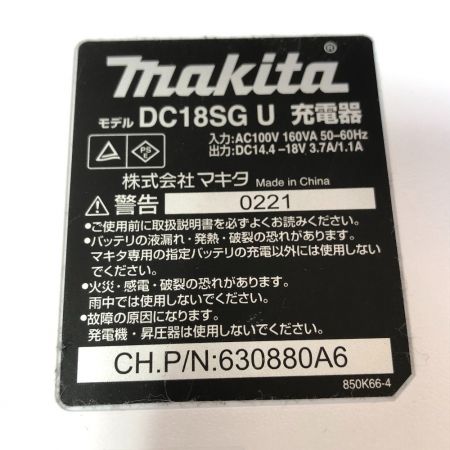 makita®
モデル DC18SG U 充電器
入力:AC100V 160VA 50-60Hz
出力:DC14.4-18V 3.7A/1.1A
PS E
株式会社マキタ Made in China
警告 0221
●ご使用前に取扱説明書を必ずよくお読みください。
●バッテリの液漏れ・発熱・破裂の恐れがあります。
マキタ専用の指定バッテリの充電以外には使用しない
でください。
●火災・感電・破裂の恐れがあります。
雨中では使用しないでください。
●故障の原因になります。
発電機・昇圧器は使用しないでください。
CH.P/N:630880A6
850K66-4